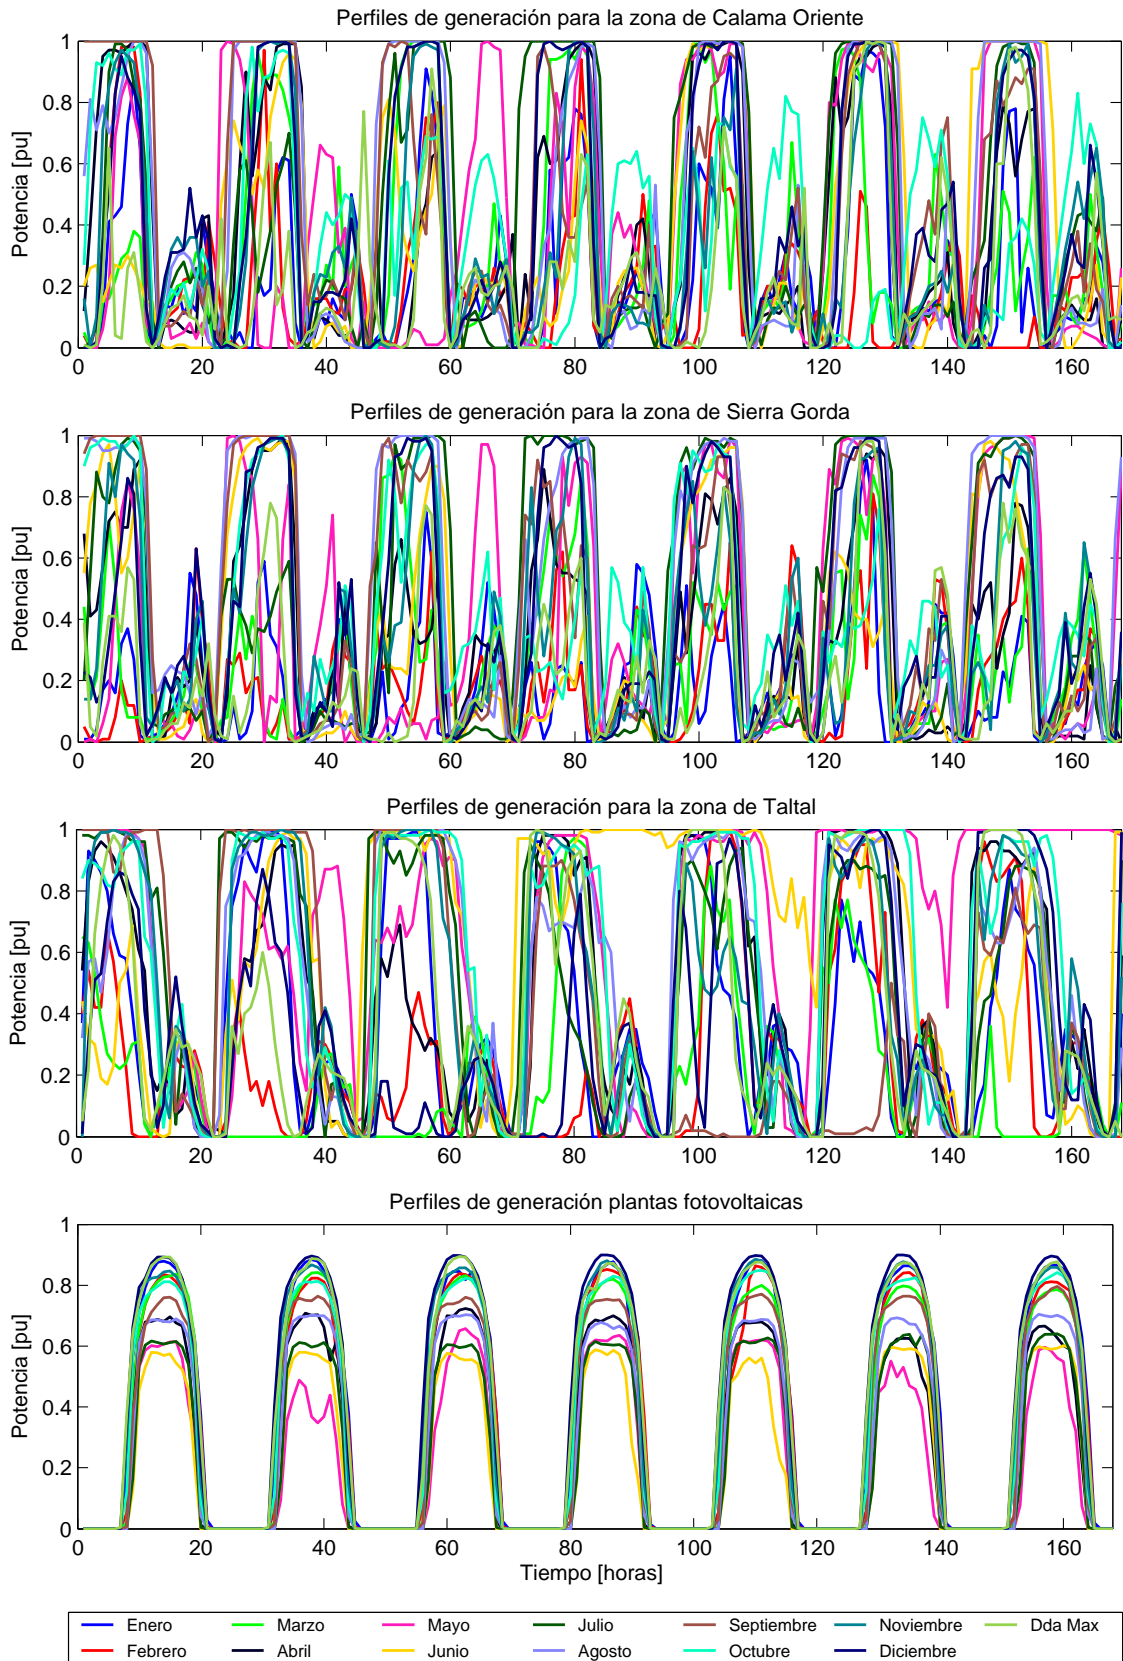 Perfiles de generación para la zona de Calama Oriente
1
0.8
0.6
0.4
0.2
0
Potencia [pu]
0 20 40 60 80 100 120 140 160
Perfiles de generación para la zona de Sierra Gorda
1
0.8
0.6
0.4
0.2
0
Potencia [pu]
0 20 40 60 80 100 120 140 160
Perfiles de generación para la zona de Taltal
1
0.8
0.6
0.4
0.2
0
Potencia [pu]
0 20 40 60 80 100 120 140 160
Perfiles de generación plantas fotovoltaicas
1
0.8
0.6
0.4
0.2
0
Potencia [pu]
0 20 40 60 80 100 120 140 160
Tiempo [horas]
Enero Marzo Mayo Julio Septiembre Noviembre Dda Max
Febrero Abril Junio Agosto Octubre Diciembre